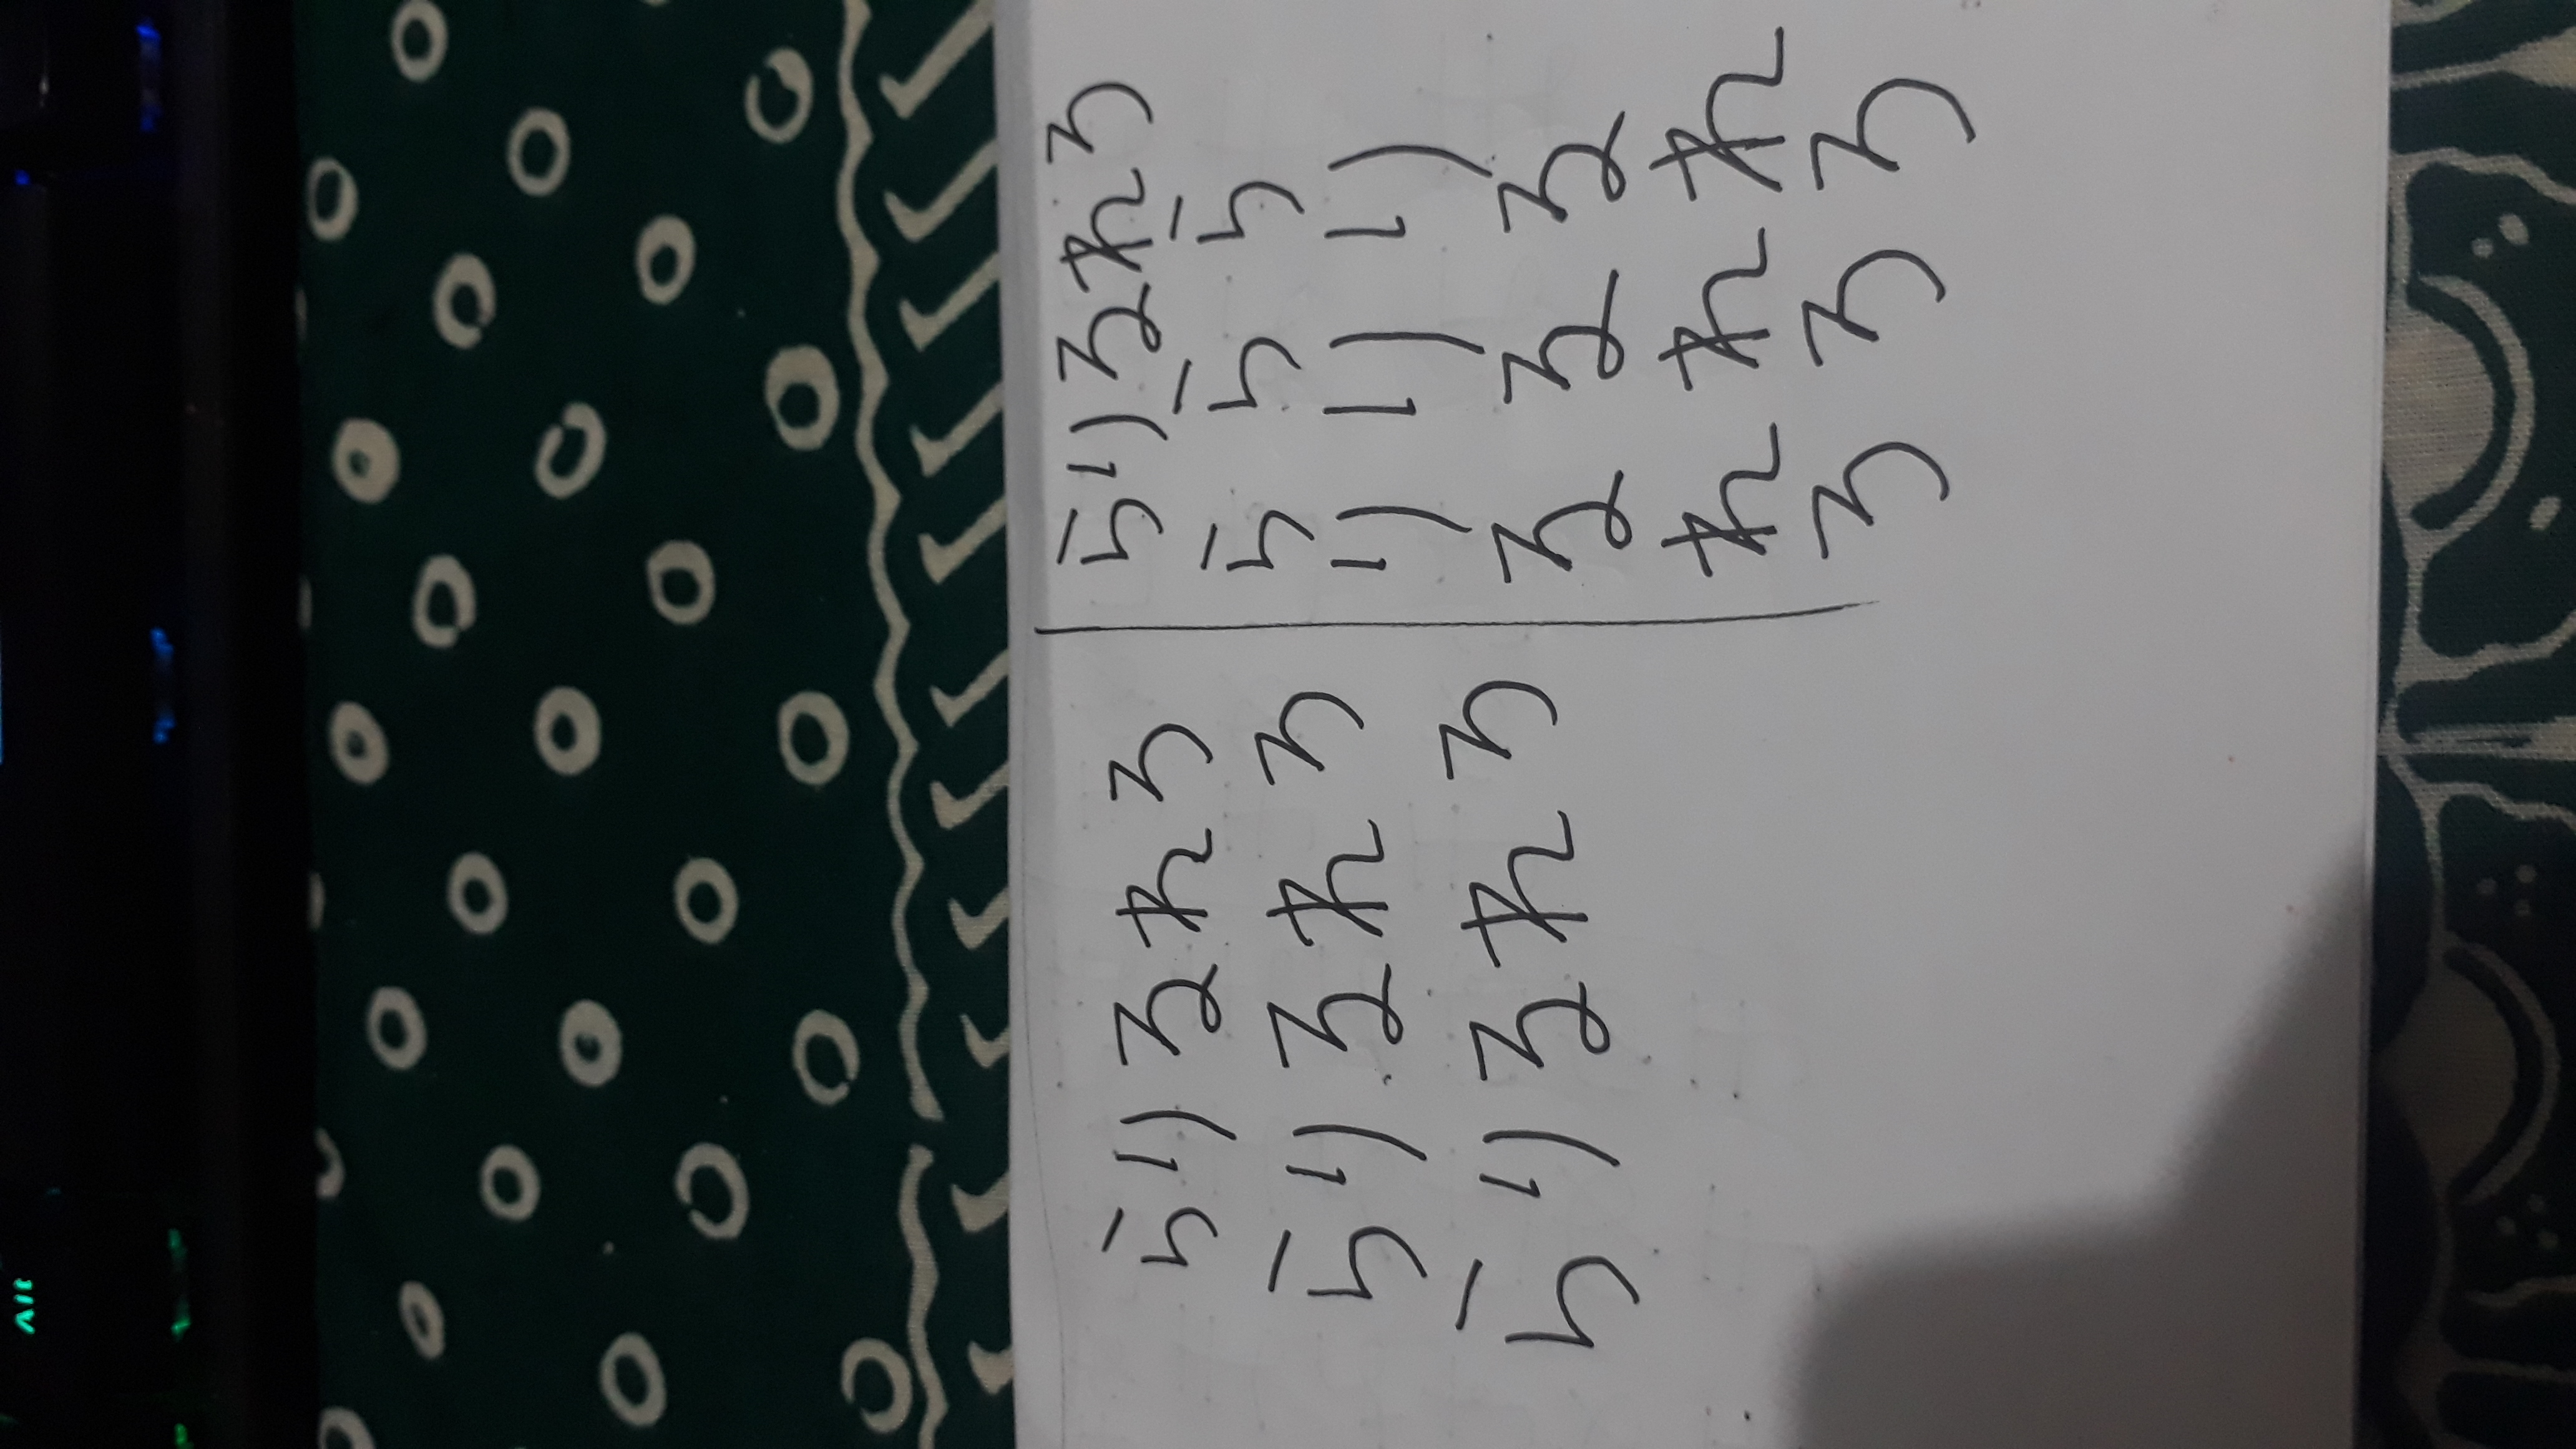 Alt
らりるれろ
らりるれろ
らりるれろ
らりるれろ
ら ら ら
り り り
る る る
れ れ れ
ろ ろ ろ